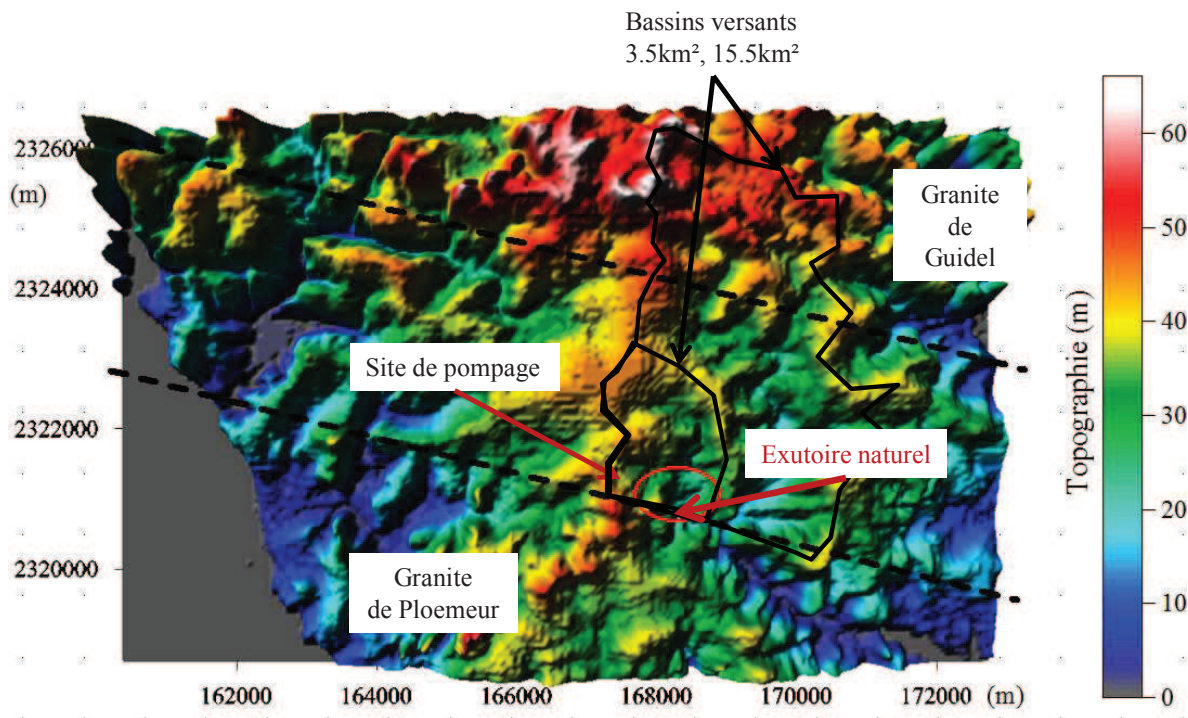 Bassins versants
3.5km², 15.5km²
2326000
(m)
2324000
2322000
2320000
Granite
de
Guidel
Site de pompage
Exutoire naturel
Granite
de Ploemeur
162000
164000
166000
168000
170000
172000
(m)
Topographie (m)
60
50
40
30
20
10
0